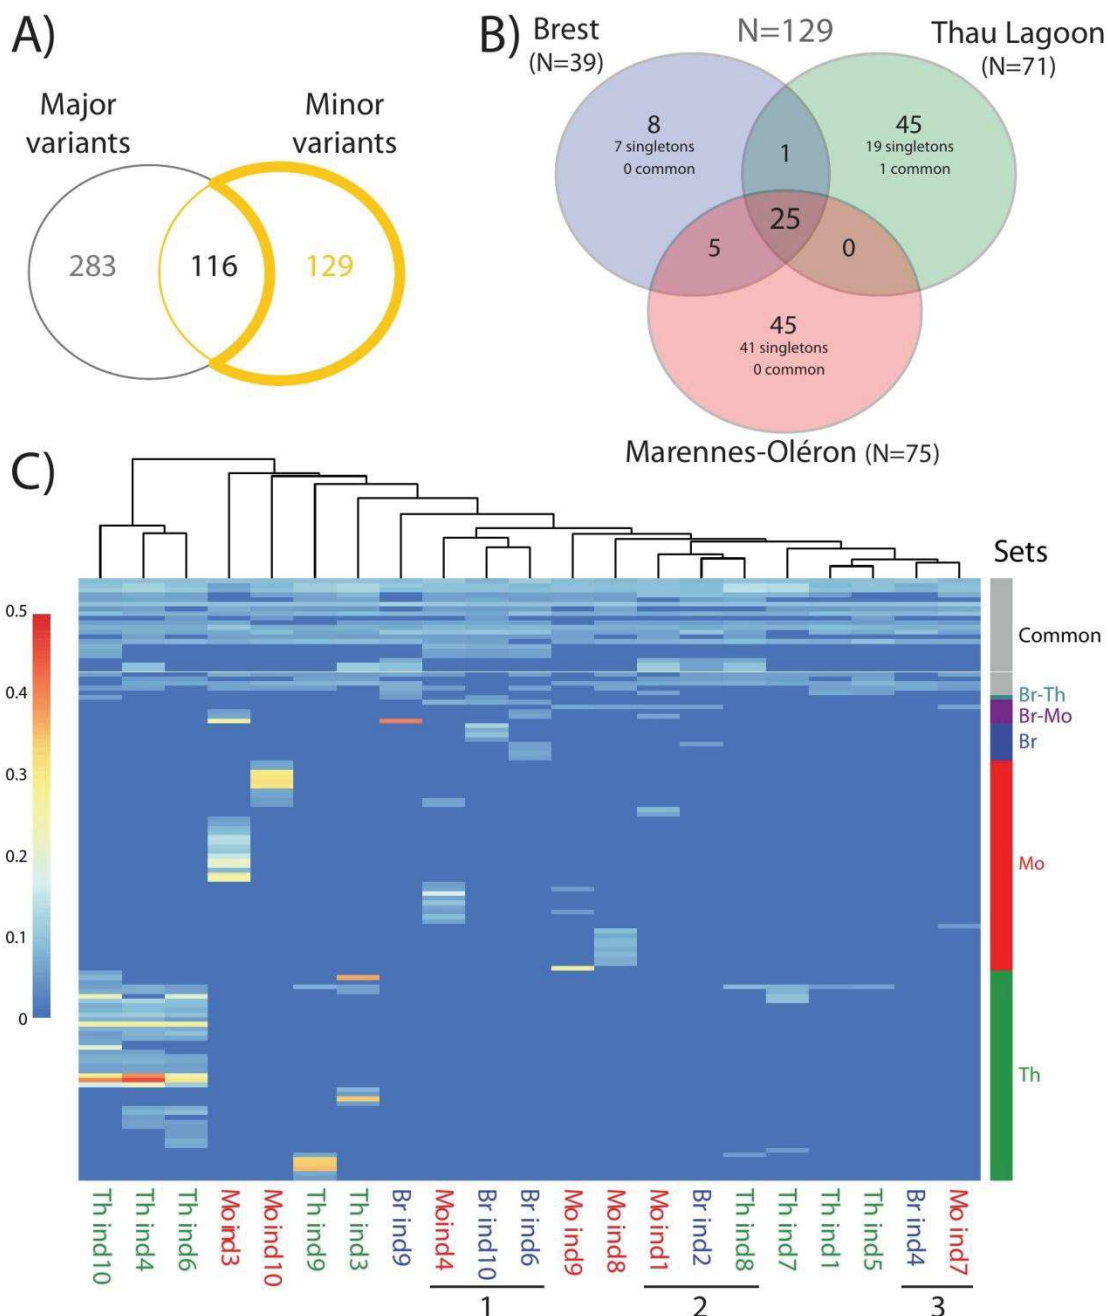 A)
Major
variants
Minor
variants
283
116
129
B)
Brest
(N=39)
N=129
Thau Lagoon
(N=71)
8
7 singletons
0 common
1
45
19 singletons
1 common
25
5
0
45
41 singletons
0 common
Marennes-Oléron (N=75)
C)
Sets
0.5
0.4
0.3
0.2
0.1
0
Common
Br-Th
Br-Mo
Br
Mo
Th
Th ind10
Th ind4
Th ind6
Mo ind3
Mo ind10
Th ind9
Th ind3
Br ind9
Mo ind4
Br ind10
Br ind6
Mo ind9
Mo ind8
Mo ind1
Br ind2
Th ind8
Th ind7
Th ind1
Th ind5
Br ind4
Mo ind7
1
2
3